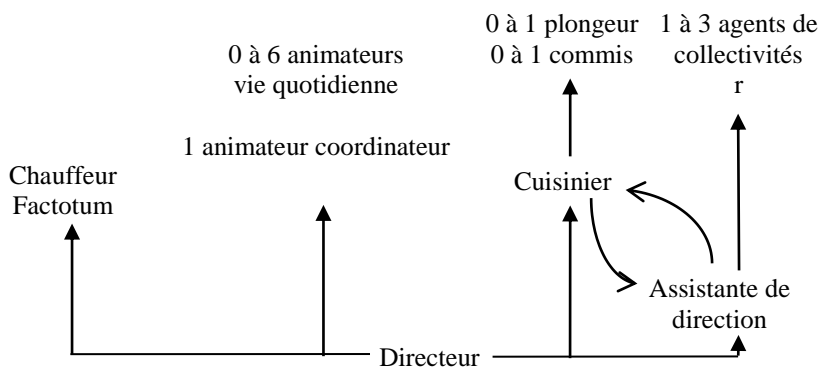 0 à 6 animateurs
vie quotidienne
1 animateur coordinateur
Chauffeur
Factotum
0 à 1 plongeur
0 à 1 commis
Cuisinier
1 à 3 agents de
collectivités
r
Assistante de
direction
Directeur